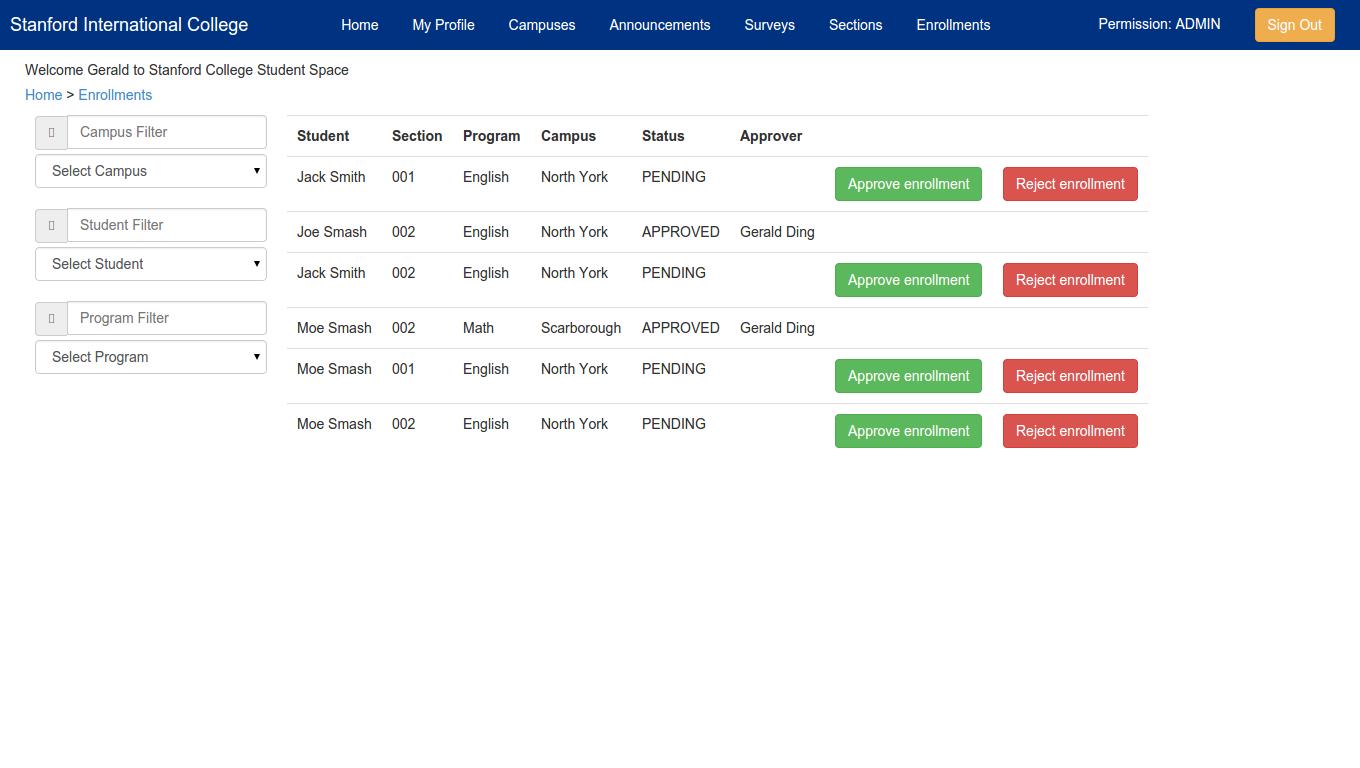 Stanford International College Home My Profile Campuses Announcements Surveys Sections Enrollments Permission: ADMIN Sign Out
Welcome Gerald to Stanford College Student Space
Home > Enrollments
Campus Filter
Select Campus
Student Filter
Select Student
Program Filter
Select Program
Student Section Program Campus Status Approver
Jack Smith 001 English North York PENDING Approve enrollment Reject enrollment
Joe Smash 002 English North York APPROVED Gerald Ding
Jack Smith 002 English North York PENDING Approve enrollment Reject enrollment
Moe Smash 002 Math Scarborough APPROVED Gerald Ding
Moe Smash 001 English North York PENDING Approve enrollment Reject enrollment
Moe Smash 002 English North York PENDING Approve enrollment Reject enrollment